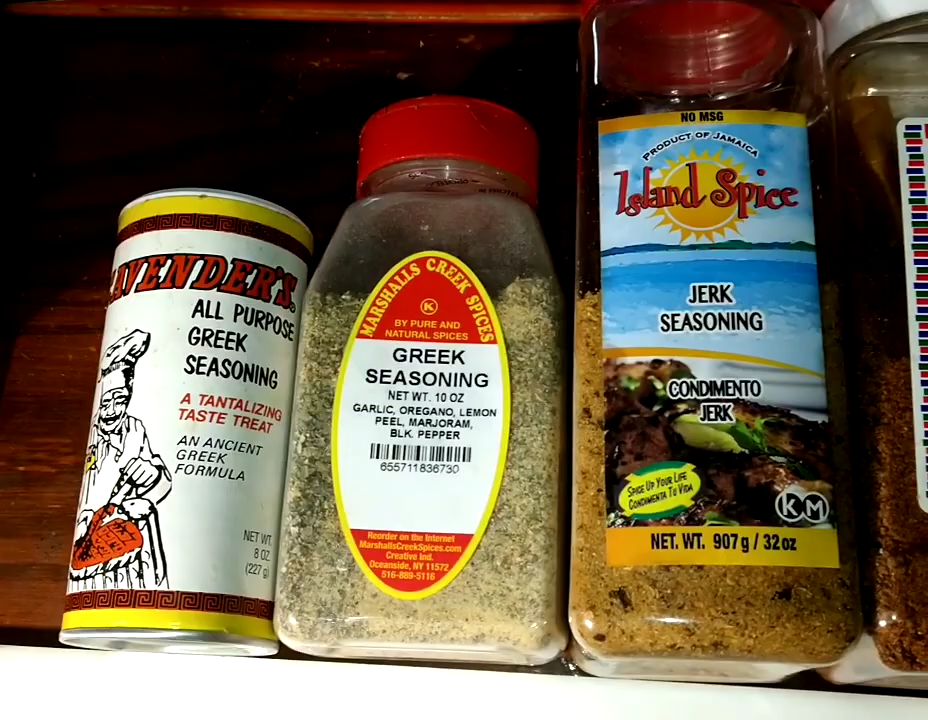 AVENDER'S
ALL PURPOSE
GREEK
SEASONING
A TANTALIZING
TASTE TREAT
AN ANCIENT
GREEK
FORMULA
NET WT.
8 OZ
(227 g)
MARSHALLS CREEK SPICES
K
BY PURE AND
NATURAL SPICES
GREEK
SEASONING
NET WT. 10 OZ
GARLIC, OREGANO, LEMON
PEEL, MARJORAM,
BLK. PEPPER
655711836730
Reorder on the Internet
MarshallsCreekSpices.com
Creative Ind.
Oceanside, NY 11572
516-889-5116
NO MSG
PRODUCT OF JAMAICA
Island Spice
JERK
SEASONING
CONDIMENTO
JERK
SPICE UP YOUR LIFE
CONDIMENTA TU VIDA
KM
NET. WT. 907g / 32oz